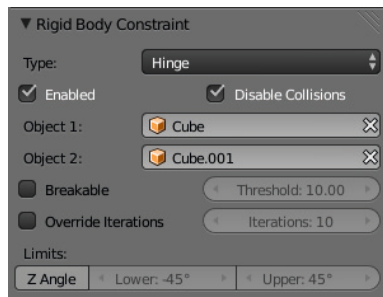 Rigid Body Constraint
Type: Hinge
Enabled Disable Collisions
Object 1: Cube
Object 2: Cube.001
Breakable Threshold: 10.00
Override Iterations Iterations: 10
Limits:
Z Angle Lower: -45° Upper: 45°